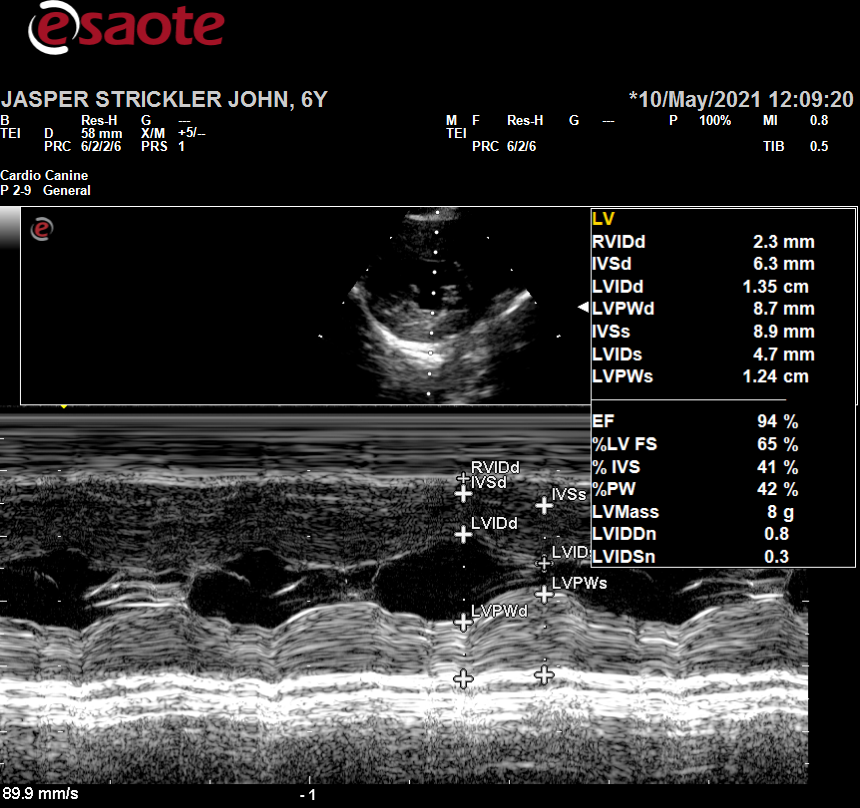 esaote
JASPER STRICKLER JOHN, 6Y *10/May/2021 12:09:20
B Res-H G --- M F Res-H G --- P 100% MI 0.8
TEI D 58 mm X/M +5/-- TEI
PRC 6/2/2/6 PRS 1 PRC 6/2/6 TIB 0.5
Cardio Canine
P 2-9 General
e
LV
RVIDd 2.3 mm
IVSd 6.3 mm
LVIDd 1.35 cm
LVPWd 8.7 mm
IVSs 8.9 mm
LVIDs 4.7 mm
LVPWs 1.24 cm
EF 94 %
%LV FS 65 %
% IVS 41 %
%PW 42 %
LVMass 8 g
LVIDDn 0.8
LVIDSn 0.3
RVIDd
IVSd
IVSs
LVIDd
LVIDs
LVPWs
LVPWd
89.9 mm/s -1